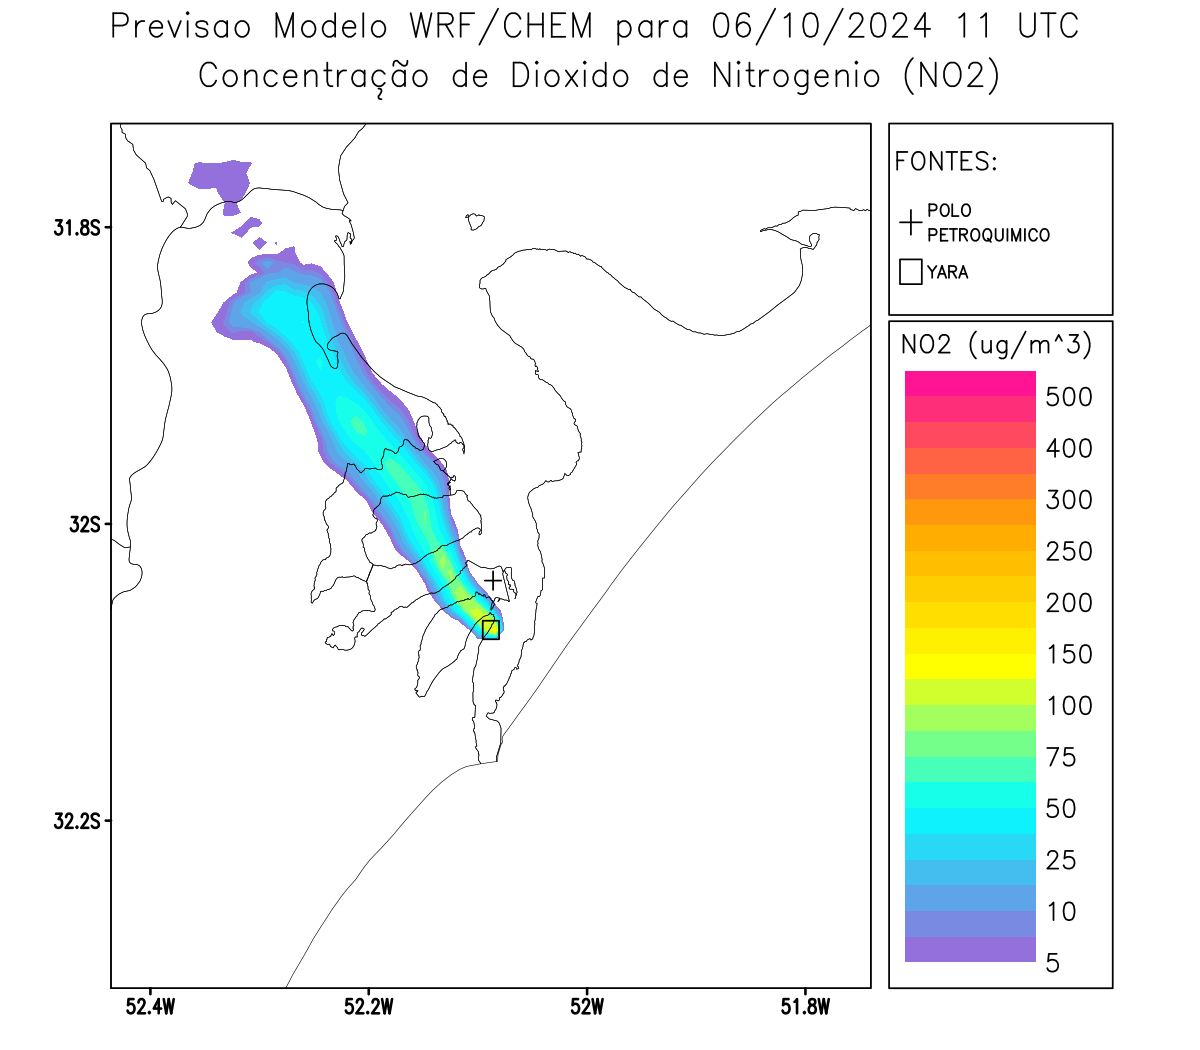 Previsao Modelo WRF/CHEM para 06/10/2024 11 UTC
Concentração de Dioxido de Nitrogenio (NO2)
FONTES:
POLO
PETROQUIMICO
YARA
NO2 (ug/m^3)
500
400
300
250
200
150
100
75
50
25
10
5
31.8S
32S
32.2S
52.4W
52.2W
52W
51.8W